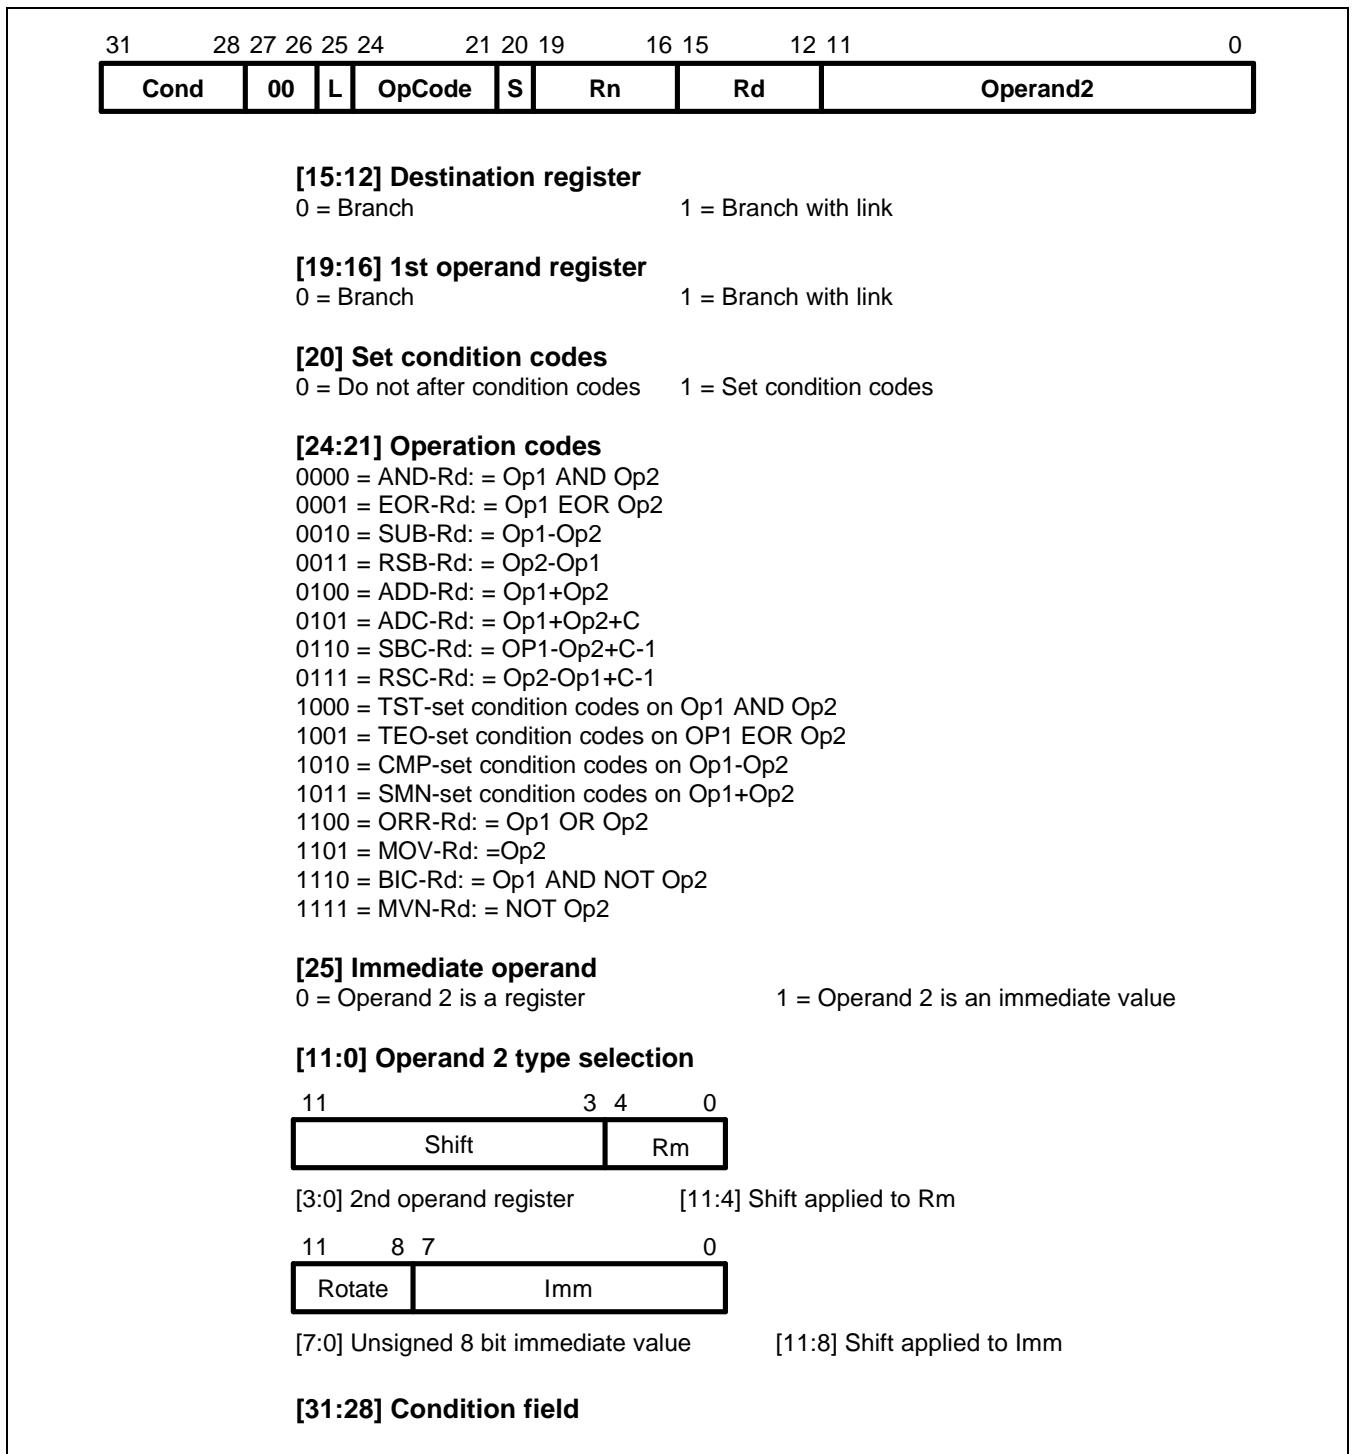 31 28 27 26 25 24 21 20 19 16 15 12 11 0
Cond 00 L OpCode S Rn Rd Operand2
[15:12] Destination register
0 = Branch 1 = Branch with link
[19:16] 1st operand register
0 = Branch 1 = Branch with link
[20] Set condition codes
0 = Do not after condition codes 1 = Set condition codes
[24:21] Operation codes
0000 = AND-Rd: = Op1 AND Op2
0001 = EOR-Rd: = Op1 EOR Op2
0010 = SUB-Rd: = Op1-Op2
0011 = RSB-Rd: = Op2-Op1
0100 = ADD-Rd: = Op1+Op2
0101 = ADC-Rd: = Op1+Op2+C
0110 = SBC-Rd: = OP1-Op2+C-1
0111 = RSC-Rd: = Op2-Op1+C-1
1000 = TST-set condition codes on Op1 AND Op2
1001 = TEO-set condition codes on OP1 EOR Op2
1010 = CMP-set condition codes on Op1-Op2
1011 = SMN-set condition codes on Op1+Op2
1100 = ORR-Rd: = Op1 OR Op2
1101 = MOV-Rd: =Op2
1110 = BIC-Rd: = Op1 AND NOT Op2
1111 = MVN-Rd: = NOT Op2
[25] Immediate operand
0 = Operand 2 is a register 1 = Operand 2 is an immediate value
[11:0] Operand 2 type selection
11 3 4 0
Shift Rm
[3:0] 2nd operand register [11:4] Shift applied to Rm
11 8 7 0
Rotate Imm
[7:0] Unsigned 8 bit immediate value [11:8] Shift applied to Imm
[31:28] Condition field